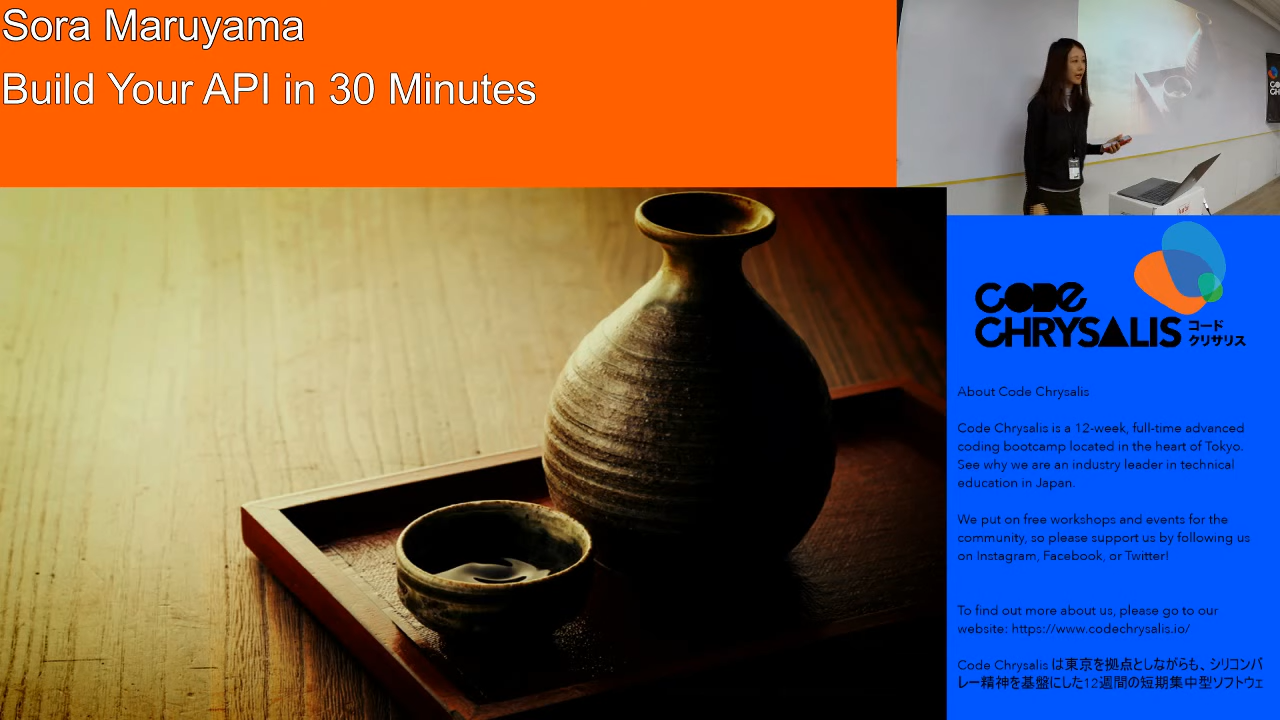 Sora Maruyama
Build Your API in 30 Minutes
CODE
CHRYSALIS コード
クリサリス
About Code Chrysalis
Code Chrysalis is a 12-week, full-time advanced
coding bootcamp located in the heart of Tokyo.
See why we are an industry leader in technical
education in Japan.
We put on free workshops and events for the
community, so please support us by following us
on Instagram, Facebook, or Twitter!
To find out more about us, please go to our
website: https://www.codechrysalis.io/
Code Chrysalis は東京を拠点としながらも、シリコンバ
レー精神を基盤にした12週間の短期集中型ソフトウェ